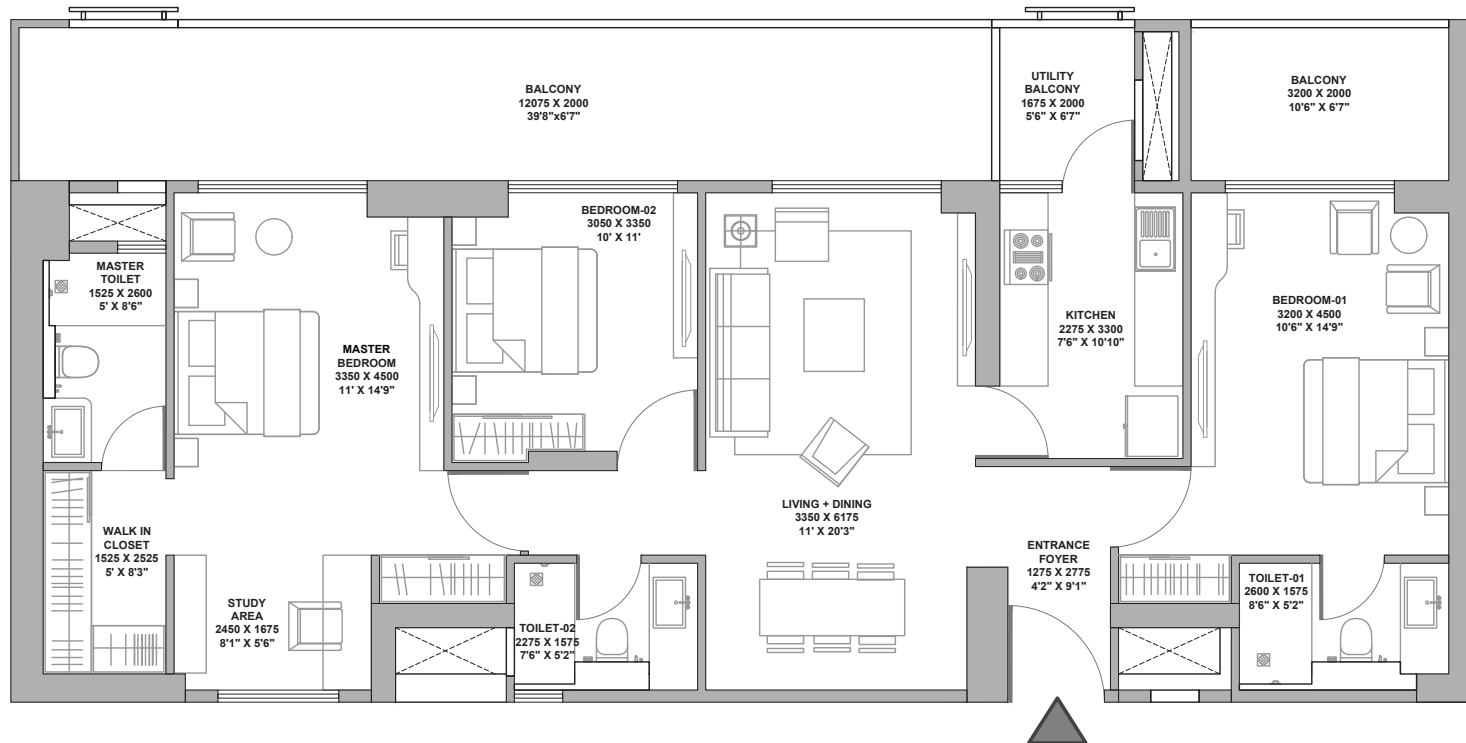 BALCONY
12075 X 2000
39'8"x6'7"
UTILITY
BALCONY
1675 X 2000
5'6" X 6'7"
BALCONY
3200 X 2000
10'6" X 6'7"
MASTER
TOILET
1525 X 2600
5' X 8'6"
MASTER
BEDROOM
3350 X 4500
11' X 14'9"
BEDROOM-02
3050 X 3350
10' X 11'
KITCHEN
2275 X 3300
7'6" X 10'10"
BEDROOM-01
3200 X 4500
10'6" X 14'9"
WALK IN
CLOSET
1525 X 2525
5' X 8'3"
STUDY
AREA
2450 X 1675
8'1" X 5'6"
TOILET-02
2275 X 1575
7'6" X 5'2"
LIVING + DINING
3350 X 6175
11' X 20'3"
ENTRANCE
FOYER
1275 X 2775
4'2" X 9'1"
TOILET-01
2600 X 1575
8'6" X 5'2"